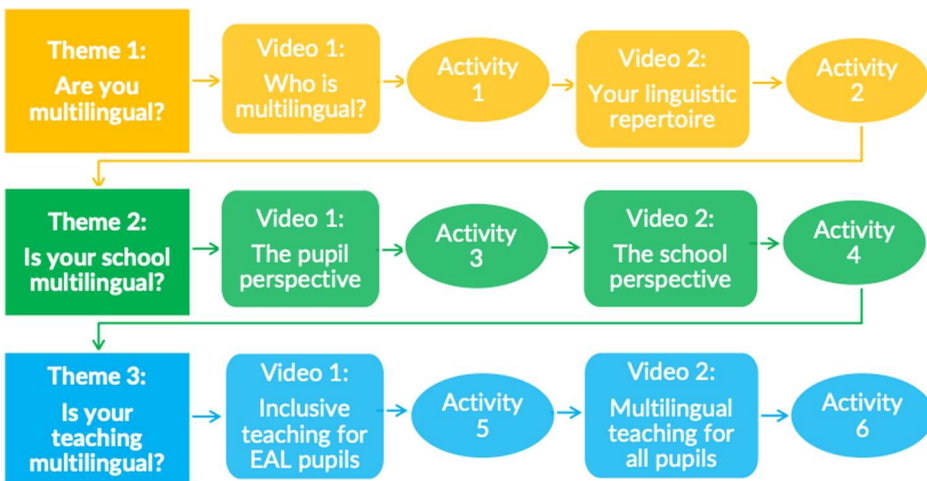 Theme 1:
Are you
multilingual?
Video 1:
Who is
multilingual?
Activity
1
Video 2:
Your linguistic
repertoire
Activity
2
Theme 2:
Is your school
multilingual?
Video 1:
The pupil
perspective
Activity
3
Video 2:
The school
perspective
Activity
4
Theme 3:
Is your
teaching
multilingual?
Video 1:
Inclusive
teaching for
EAL pupils
Activity
5
Video 2:
Multilingual
teaching for
all pupils
Activity
6